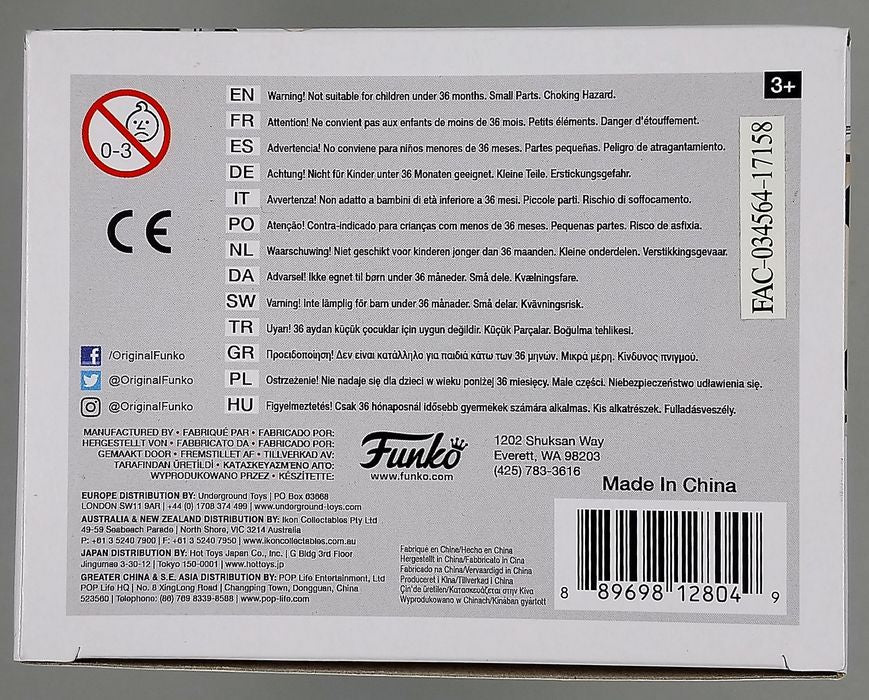 3+
0-3
CE
EN Warning! Not suitable for children under 36 months. Small Parts. Choking Hazard.
FR Attention! Ne convient pas aux enfants de moins de 36 mois. Petits éléments. Danger d'étouffement.
ES Advertencia! No conviene para niños menores de 36 meses. Partes pequeñas. Peligro de atragantamiento.
DE Achtung! Nicht für Kinder unter 36 Monaten geeignet. Kleine Teile. Erstickungsgefahr.
IT Avvertenza! Non adatto a bambini di età inferiore a 36 mesi. Piccole parti. Rischio di soffocamento.
PO Atenção! Contra-indicado para crianças com menos de 36 meses. Pequenas partes. Risco de asfixia.
NL Waarschuwing! Niet geschikt voor kinderen jonger dan 36 maanden. Kleine onderdelen. Verstikkingsgevaar.
DA Advarsel! Ikke egnet til børn under 36 måneder. Små dele. Kvælningsfare.
SW Varning! Inte lämplig för barn under 36 månader. Små delar. Kvävningsrisk.
TR Uyarı! 36 aydan küçük çocuklar için uygun değildir. Küçük Parçalar. Boğulma tehlikesi.
GR Προειδοποίηση! Δεν είναι κατάλληλο για παιδιά κάτω των 36 μηνών. Μικρά μέρη. Κίνδυνος πνιγμού.
PL Ostrzeżenie! Nie nadaje się dla dzieci w wieku poniżej 36 miesięcy. Małe części. Niebezpieczeństwo udławienia się.
HU Figyelmeztetés! Csak 36 hónaposnál idősebb gyermekek számára alkalmas. Kis alkatrészek. Fulladásveszély.
FAC-034564-17158
f /OriginalFunko
@OriginalFunko
@OriginalFunko
MANUFACTURED BY • FABRIQUÉ PAR • FABRICADO POR:
HERGESTELLT VON • FABBRICATO DA • FABRICADO POR:
GEMAAKT DOOR • FREMSTILLET AF • TILLVERKAD AV:
TARAFINDAN ÜRETİLDİ • ΚΑΤΑΣΚΕΥΑΣΜΕΝΟ ΑΠΟ:
WYPRODUKOWANO PRZEZ • KÉSZÍTETTE:
Funko
www.funko.com
1202 Shuksan Way
Everett, WA 98203
(425) 783-3616
Made In China
EUROPE DISTRIBUTION BY: Underground Toys | PO Box 03668
LONDON SW11 9AR | +44 (0) 1708 374 499 | www.underground-toys.com
AUSTRALIA & NEW ZEALAND DISTRIBUTION BY: Ikon Collectables Pty Ltd
49-59 Seabeach Parade | North Shore, VIC 3214 Australia
P: +61 3 5240 7900 | F: +61 3 5240 7950 | www.ikoncollectables.com.au
JAPAN DISTRIBUTION BY: Hot Toys Japan Co., Inc. | G Bldg 3rd Floor
Jingumae 3-30-12 | Tokyo 150-0001 | www.hottoys.jp
GREATER CHINA & S.E. ASIA DISTRIBUTION BY: POP Life Entertainment, Ltd
POP Life HQ | No. 8 XingLong Road | Changping Town, Dongguan, China
523560 | Telephone: (86) 769 8339-8588 | www.pop-life.com
Fabriqué en Chine/Hecho en China
Hergestellt in China/Fabbricato in Cina
Fabricado na China/Vervaardigd in China
Produceret i Kina/Tillverkad i China
Çin'de üretilen/Κατασκευάζεται στην Κίνα
Wyprodukowano w Chinach/Kínában gyártott
8 89698 12804 9